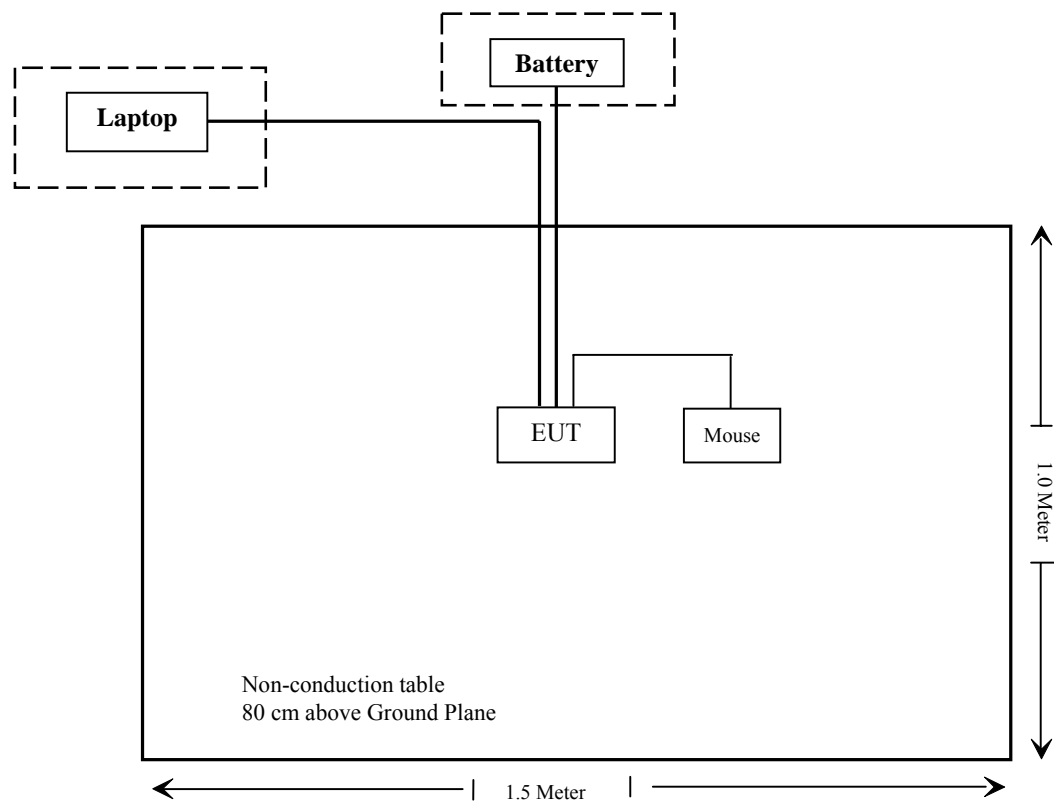 Battery
Laptop
EUT
Mouse
1.0 Meter
Non-conduction table
80 cm above Ground Plane
1.5 Meter